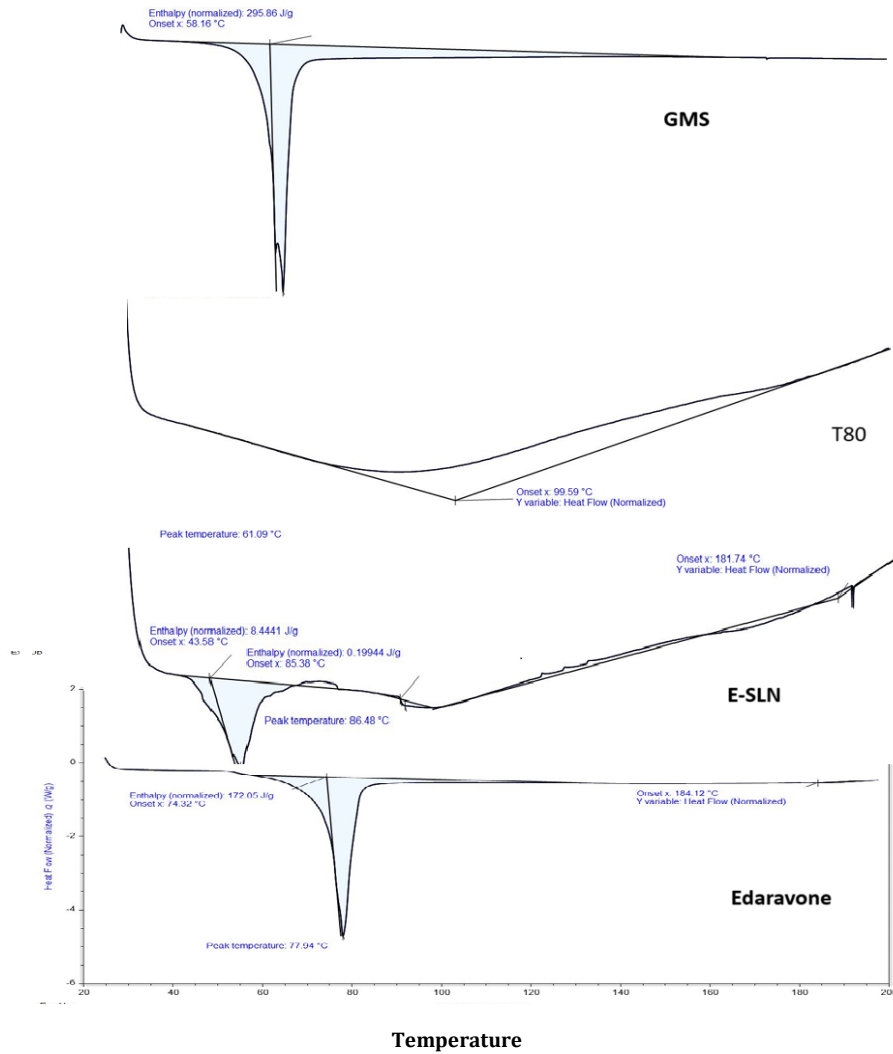 Enthalpy (normalized): 295.86 J/g
Onset x: 58.16 °C
GMS
T80
Onset x: 99.59 °C
Y variable: Heat Flow (Normalized)
Peak temperature: 61.09 °C
Onset x: 181.74 °C
Y variable: Heat Flow (Normalized)
Enthalpy (normalized): 8.4441 J/g
Onset x: 43.58 °C
Enthalpy (normalized): 0.19944 J/g
Onset x: 85.38 °C
E-SLN
Peak temperature: 86.48 °C
2
0
-2
-4
-6
Heat Flow (Normalized) Q (W/g)
Enthalpy (normalized): 172.05 J/g
Onset x: 74.32 °C
Onset x: 184.12 °C
Y variable: Heat Flow (Normalized)
Edaravone
Peak temperature: 77.94 °C
20 40 60 80 100 120 140 160 180 200
Temperature